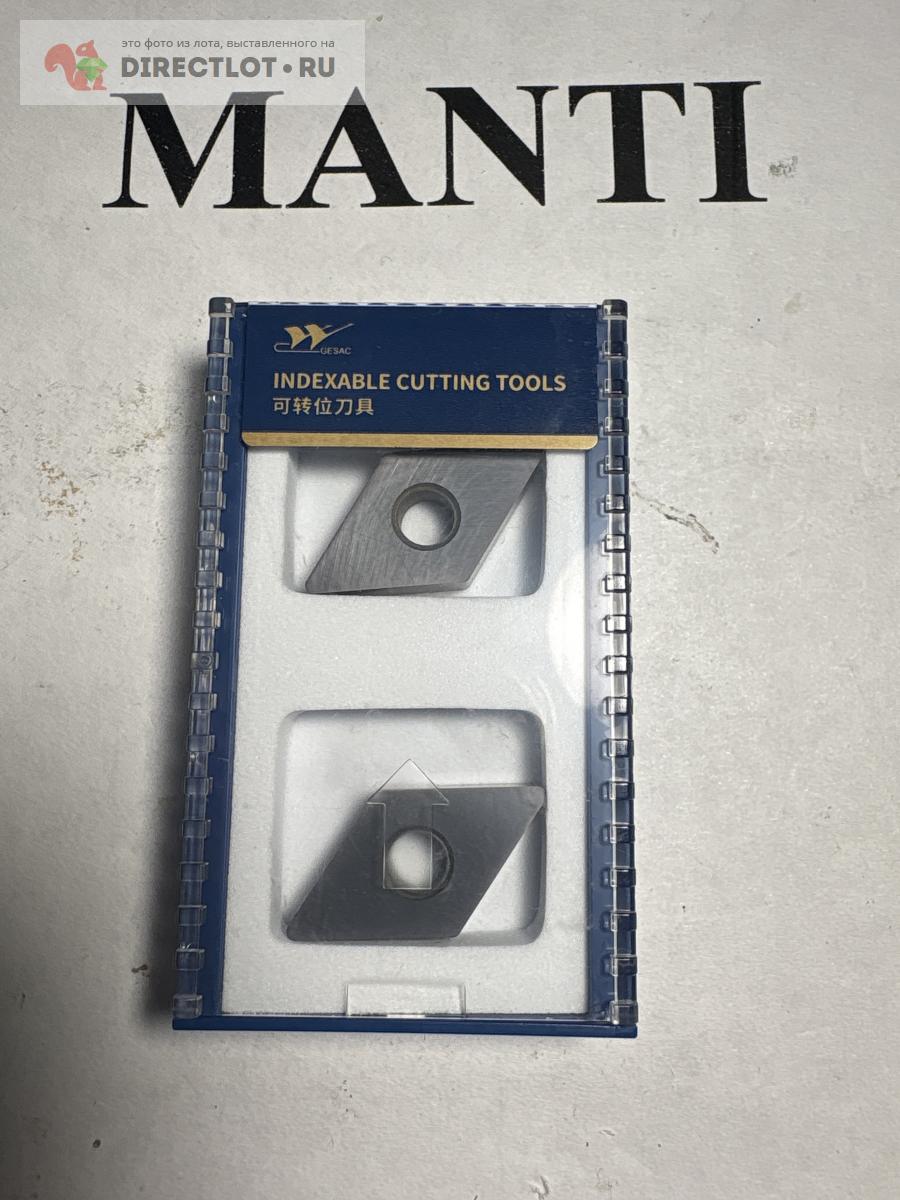 это фото из лота, выставленного на
DIRECTLOT.RU
MANTI
GESAC
INDEXABLE CUTTING TOOLS
可转位刀具